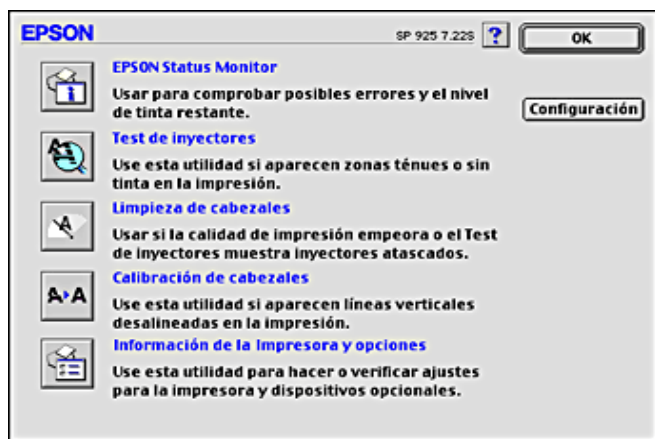 EPSON
SP 925 7.22S
?
OK
EPSON Status Monitor
Usar para comprobar posibles errores y el nivel
de tinta restante.
Configuración
Test de inyectores
Use esta utilidad si aparecen zonas ténues o sin
tinta en la impresión.
Limpieza de cabezales
Usar si la calidad de impresión empeora o el Test
de inyectores muestra inyectores atascados.
Calibración de cabezales
A›A
Use esta utilidad si aparecen líneas verticales
desalineadas en la impresión.
Información de la Impresora y opciones
Use esta utilidad para hacer o verificar ajustes
para la impresora y dispositivos opcionales.